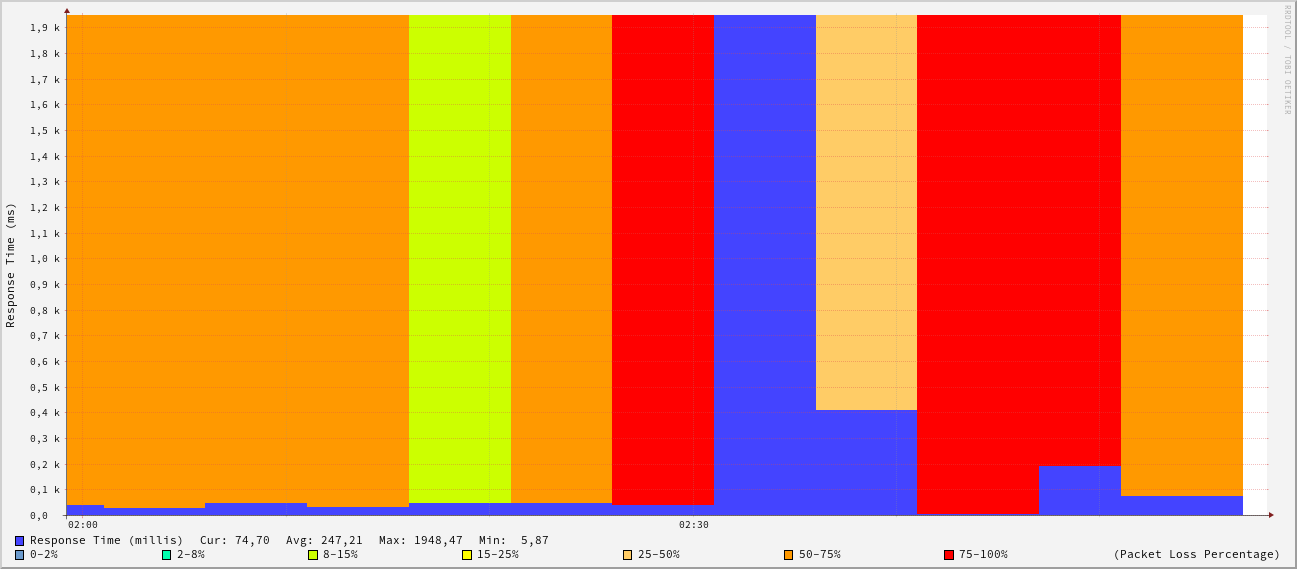 RRDTOOL / TOBI OETIKER
Response Time (ms)
1,9 k
1,8 k
1,7 k
1,6 k
1,5 k
1,4 k
1,3 k
1,2 k
1,1 k
1,0 k
0,9 k
0,8 k
0,7 k
0,6 k
0,5 k
0,4 k
0,3 k
0,2 k
0,1 k
0,0
02:00 02:30
Response Time (millis) Cur: 74,70 Avg: 247,21 Max: 1948,47 Min: 5,87
0-2% 2-8% 8-15% 15-25% 25-50% 50-75% 75-100% (Packet Loss Percentage)